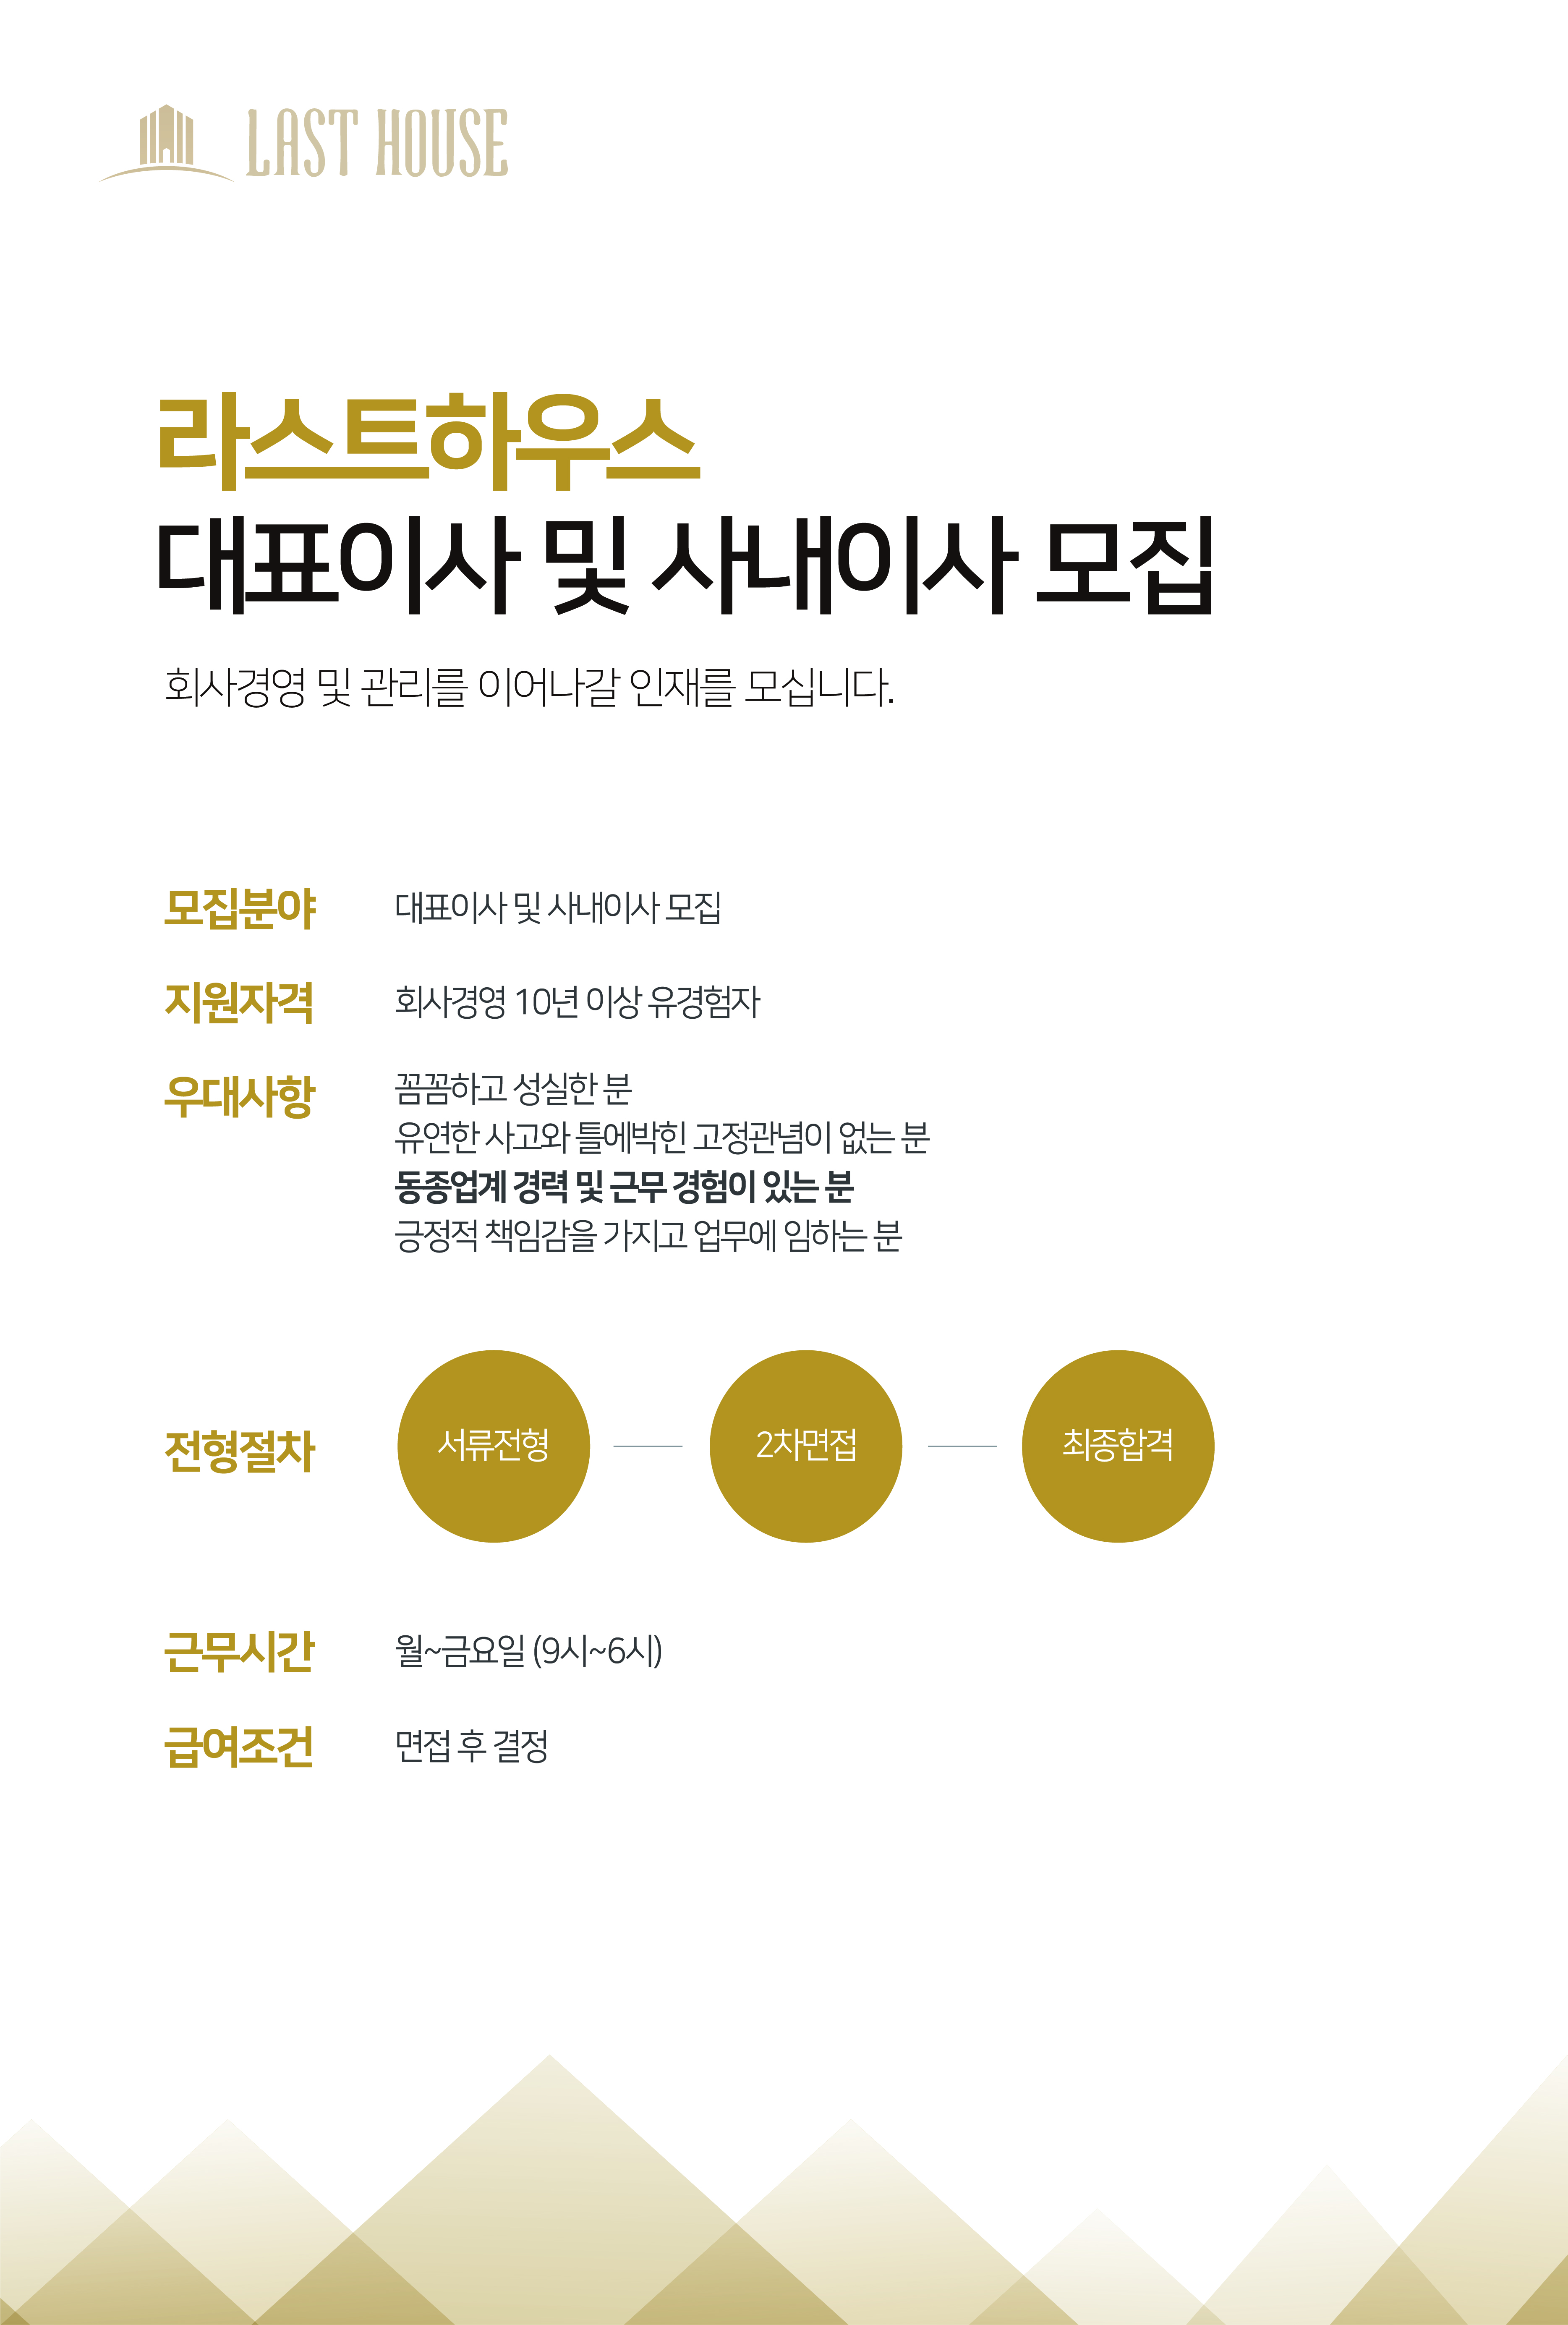 LAST HOUSE
라스트하우스
대표이사 및 사내이사 모집
회사경영 및 관리를 이어나갈 인재를 모십니다.
모집분야 대표이사 및 사내이사 모집
지원자격 회사경영 10년 이상 유경험자
우대사항 꼼꼼하고 성실한 분
유연한 사고와 틀에박힌 고정관념이 없는 분
동종업계 경력 및 근무 경험이 있는 분
긍정적 책임감을 가지고 업무에 임하는 분
전형절차 서류전형 2차면접 최종합격
근무시간 월~금요일 (9시~6시)
급여조건 면접 후 결정